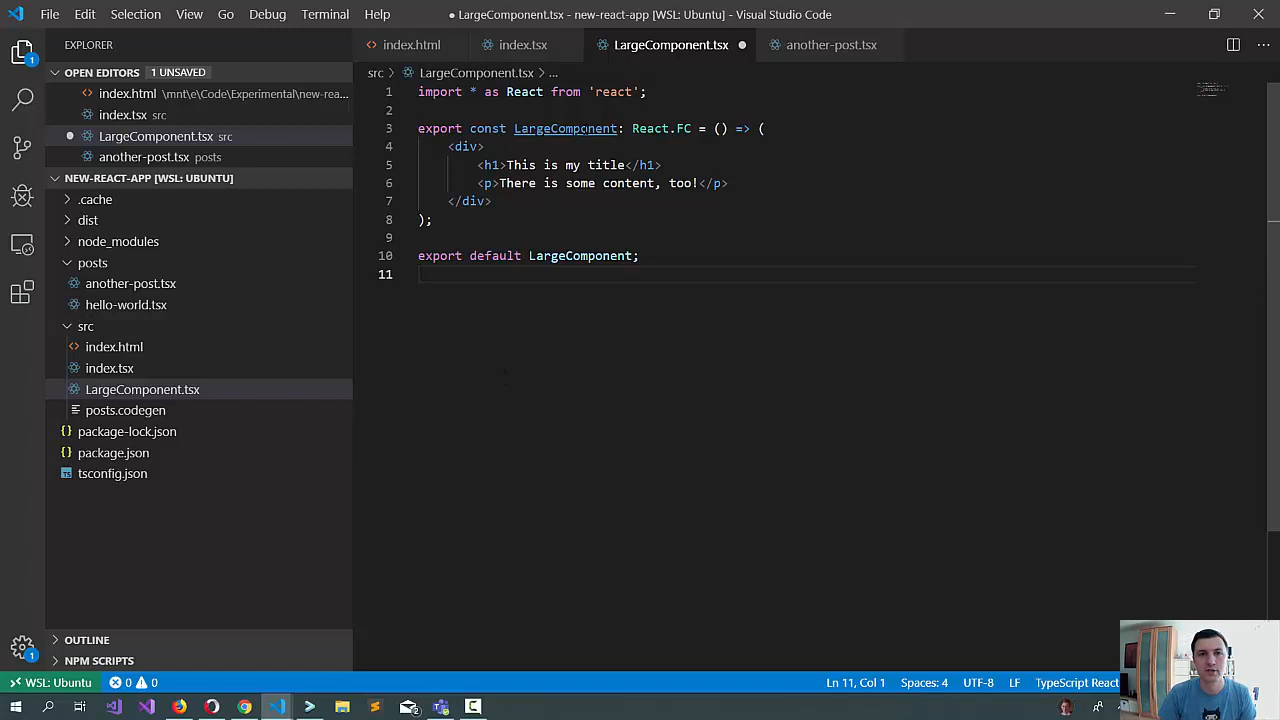 File Edit Selection View Go Debug Terminal Help
● LargeComponent.tsx - new-react-app [WSL: Ubuntu] - Visual Studio Code
EXPLORER
OPEN EDITORS 1 UNSAVED
index.html \mnt\e\Code\Experimental\new-rea...
index.tsx src
LargeComponent.tsx src
another-post.tsx posts
NEW-REACT-APP [WSL: UBUNTU]
.cache
dist
node_modules
posts
another-post.tsx
hello-world.tsx
src
index.html
index.tsx
LargeComponent.tsx
posts.codegen
package-lock.json
package.json
tsconfig.json
OUTLINE
NPM SCRIPTS
index.html index.tsx LargeComponent.tsx another-post.tsx
src > LargeComponent.tsx > ...
1 import * as React from 'react';
2
3 export const LargeComponent: React.FC = () => (
4 <div>
5 <h1>This is my title</h1>
6 <p>There is some content, too!</p>
7 </div>
8 );
9
10 export default LargeComponent;
11
1
1
WSL: Ubuntu 0 0 Ln 11, Col 1 Spaces: 4 UTF-8 LF TypeScript React